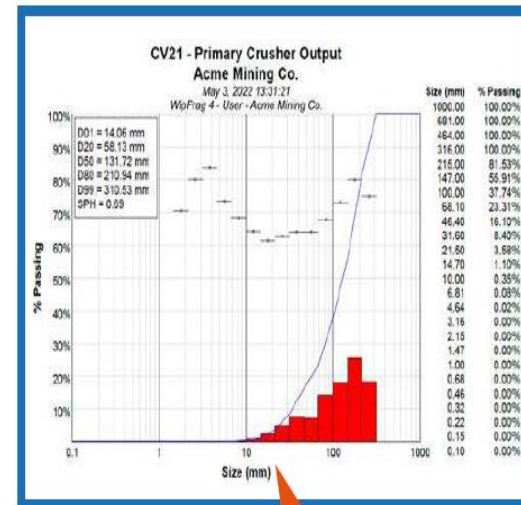 CV21 - Primary Crusher Output
Acme Mining Co.
May 3, 2022 13:31:21
WipFrag 4 - User - Acme Mining Co.
D01 = 14.06 mm
D20 = 58.13 mm
D50 = 131.72 mm
D80 = 210.94 mm
D99 = 310.53 mm
SPH = 0.69
% Passing
100%
90%
80%
70%
60%
50%
40%
30%
20%
10%
0.1 1 10 100 1000
Size (mm)
Size (mm) % Passing
1000.00 100.00%
681.00 100.00%
464.00 100.00%
316.00 100.00%
215.00 81.53%
147.00 55.91%
100.00 37.74%
68.10 23.31%
46.40 16.10%
31.60 8.40%
21.50 3.58%
14.70 1.10%
10.00 0.35%
6.81 0.08%
4.64 0.02%
3.16 0.00%
2.15 0.00%
1.47 0.00%
1.00 0.00%
0.68 0.00%
0.46 0.00%
0.32 0.00%
0.22 0.00%
0.15 0.00%
0.10 0.00%